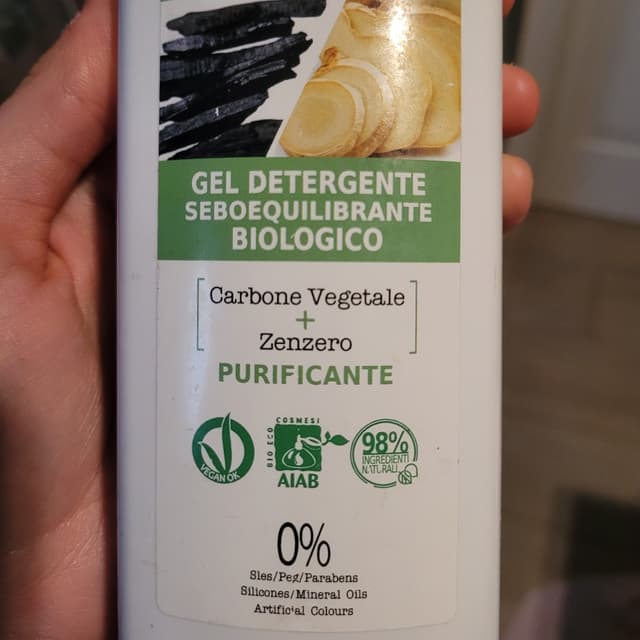 GEL DETERGENTE
SEBOEQUILIBRANTE
BIOLOGICO
Carbone Vegetale
+
Zenzero
PURIFICANTE
VEGAN OK
COSMESI
BIO ECO
AIAB
98%
INGREDIENTI
NATURALI
0%
Sles/Peg/Parabens
Silicones/Mineral Oils
Artificial Colours